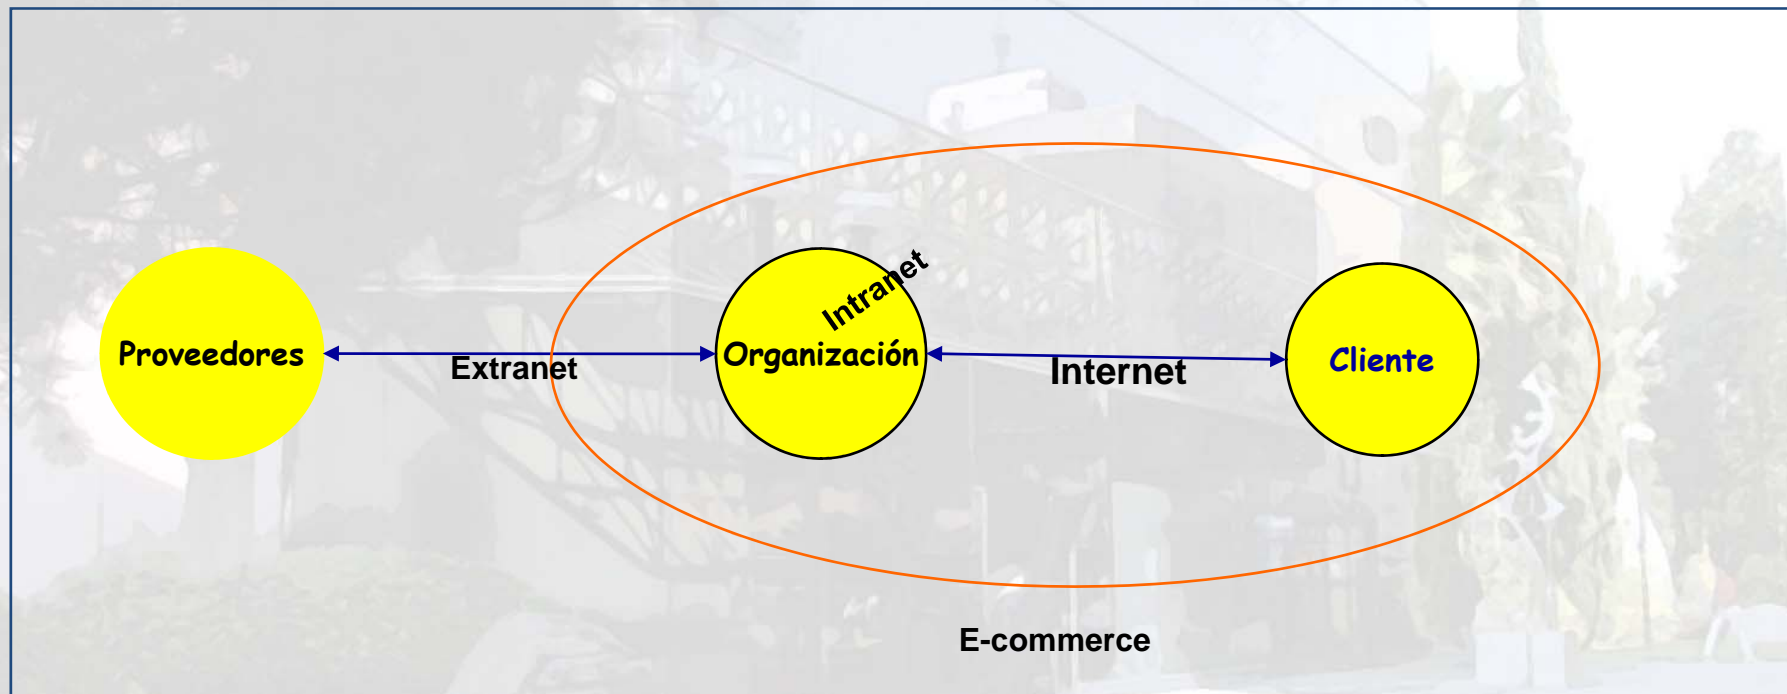 Intranet
Proveedores
Extranet
Organización
Internet
Cliente
E-commerce